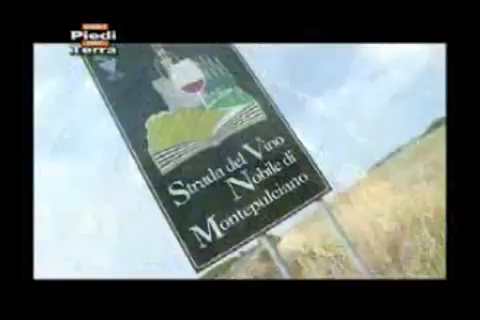 Piedi
Terra
Strada del Vino
Nobile di
Montepulciano